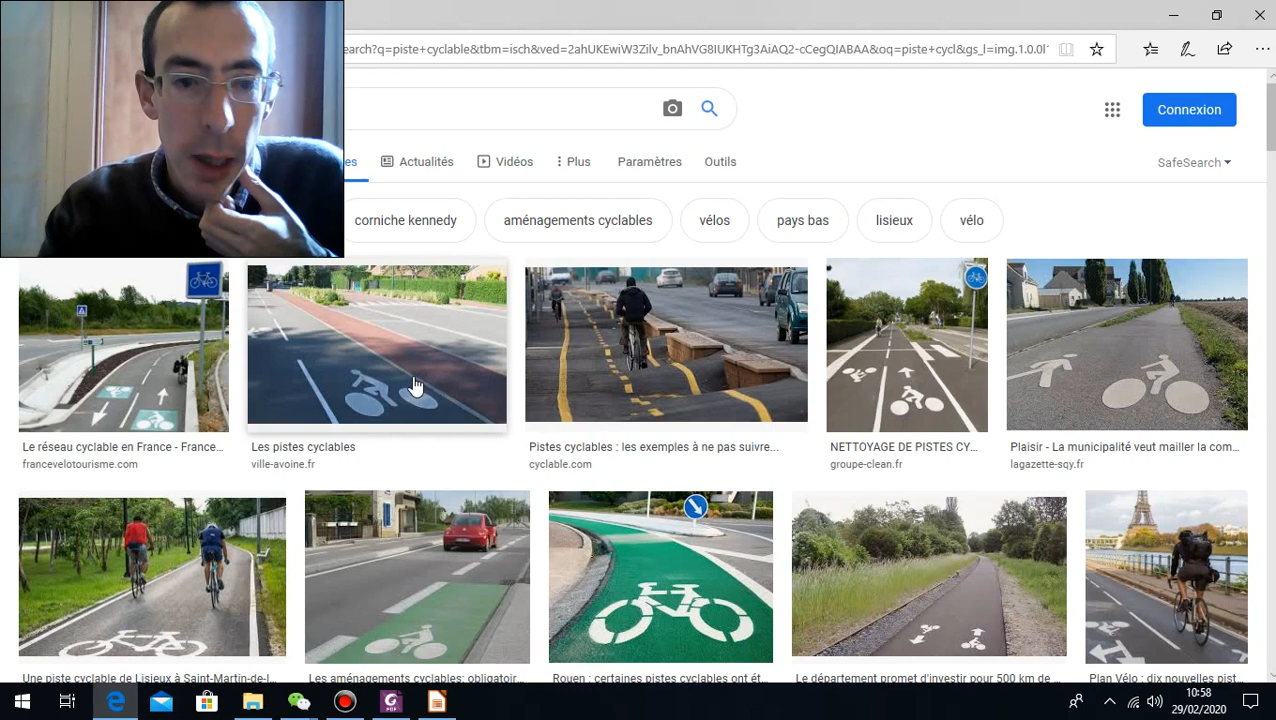 search?q=piste+cyclable&tbm=isch&ved=2ahUKEwiW3Zilv_bnAhVG8IUKHTg3AiAQ2-cCegQIABAA&oq=piste+cycl&gs_l=img.1.0.0l
Connexion
es Actualités Vidéos Plus Paramètres Outils SafeSearch
corniche kennedy aménagements cyclables vélos pays bas lisieux vélo
Le réseau cyclable en France - France...
francevelotourisme.com
Les pistes cyclables
ville-avoine.fr
Pistes cyclables : les exemples à ne pas suivre...
cyclable.com
NETTOYAGE DE PISTES CY...
groupe-clean.fr
Plaisir - La municipalité veut mailler la com...
lagazette-sqy.fr
Une piste cyclable de Lisieux à Saint-Martin-de-l...
Les aménagements cyclables: obligatoir...
Rouen : certaines pistes cyclables ont ét...
Le département promet d'investir pour 500 km de ...
Plan Vélo : dix nouvelles pist...
10:58
29/02/2020